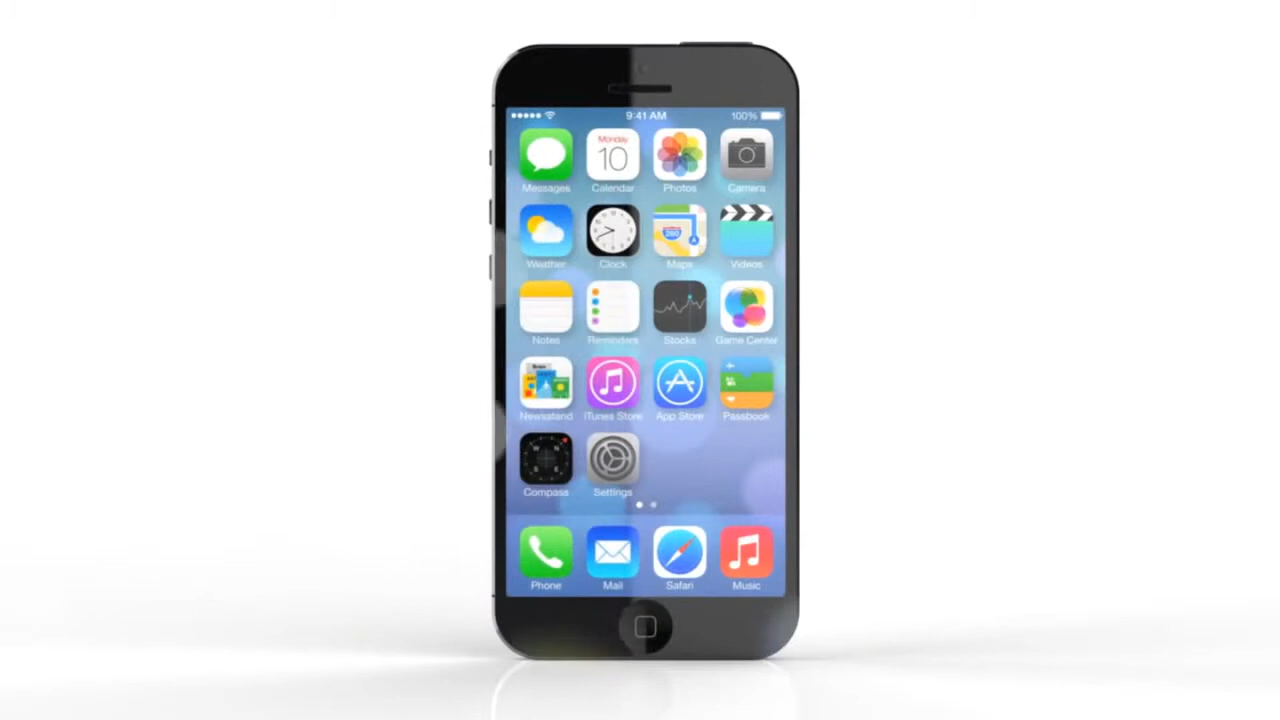 9:41 AM 100%
Monday
10
Messages Calendar Photos Camera
280
Weather Clock Maps Videos
Notes Reminders Stocks Game Center
Newsstand iTunes Store App Store Passbook
W N
S E
Compass Settings
Phone Mail Safari Music